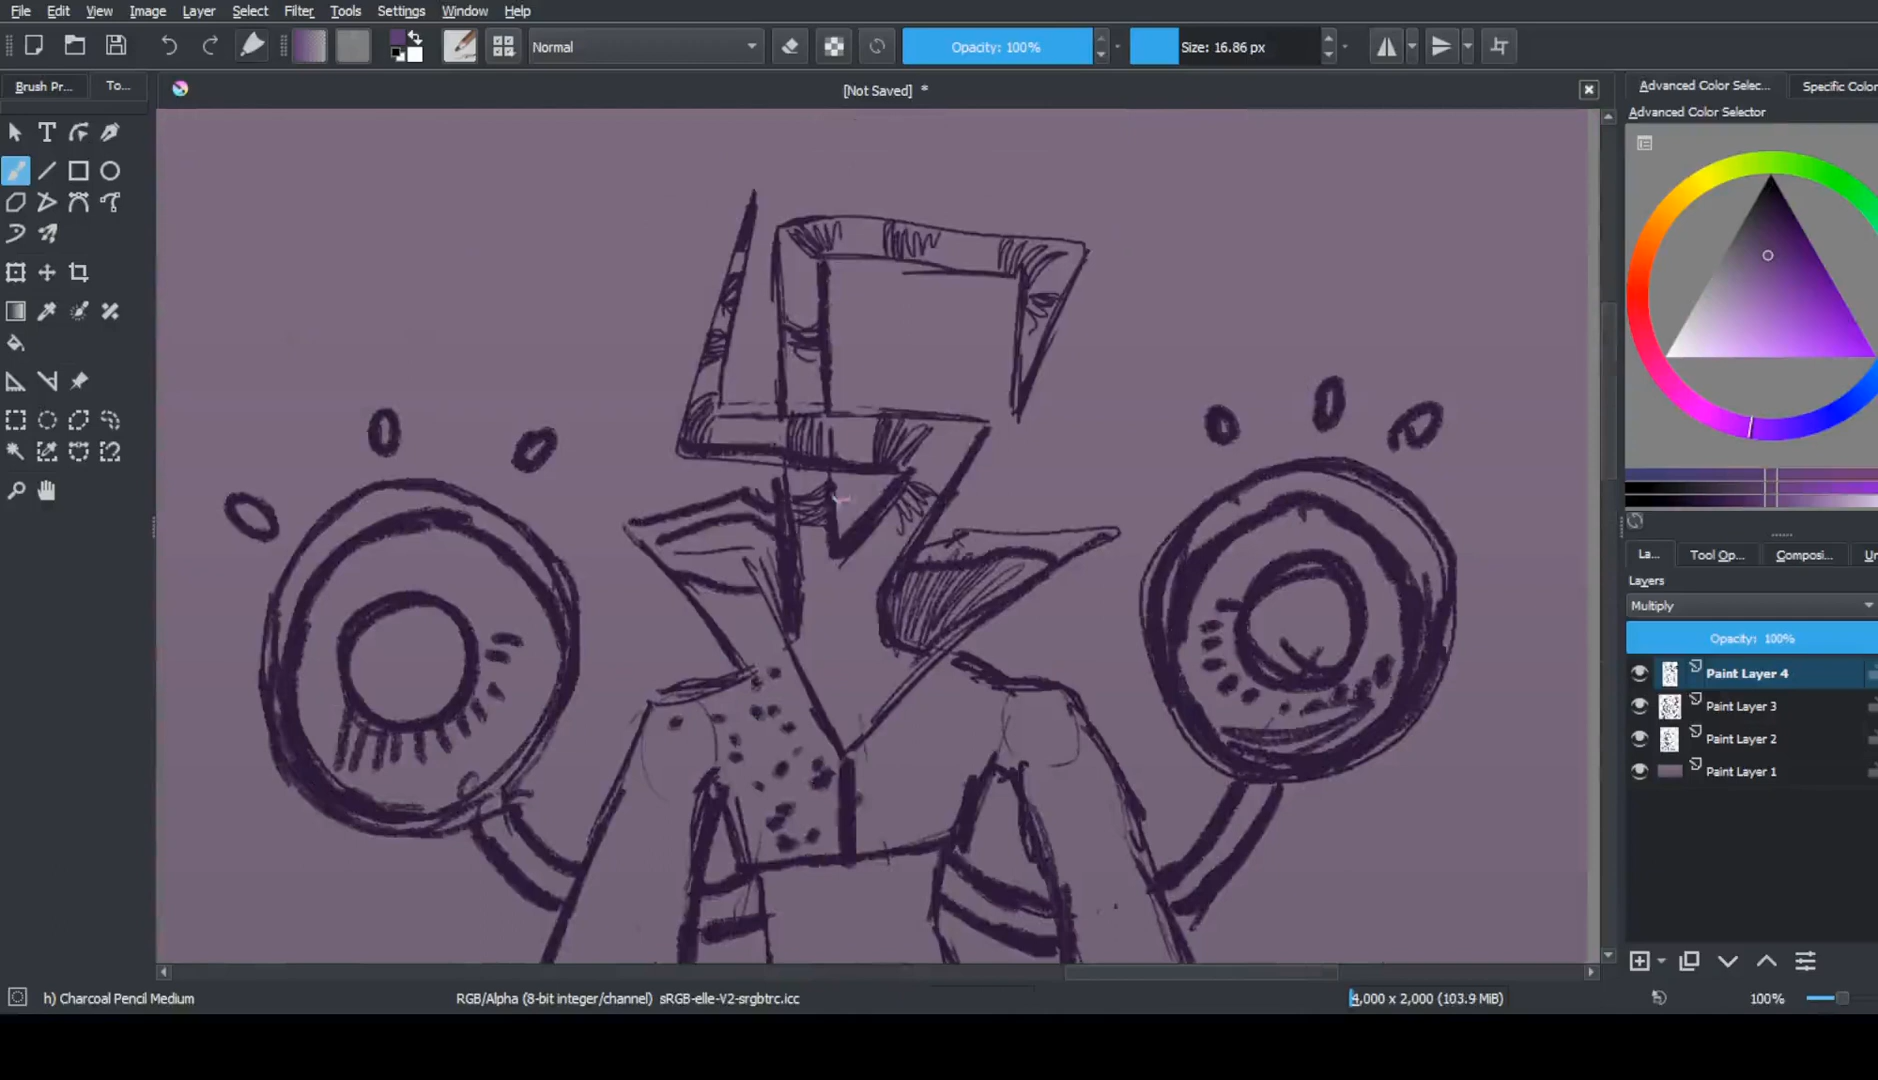 File Edit View Image Layer Select Filter Tools Settings Window Help
Normal Opacity: 100% Size: 16.86 px
Brush Pr... To... [Not Saved] * Advanced Color Selec... Specific Color
Advanced Color Selector
La... Tool Op... Composi... Un
Layers
Multiply
Opacity: 100%
Paint Layer 4
Paint Layer 3
Paint Layer 2
Paint Layer 1
h) Charcoal Pencil Medium RGB/Alpha (8-bit integer/channel) sRGB-elle-V2-srgbtrc.icc 4,000 x 2,000 (103.9 MiB) 100%